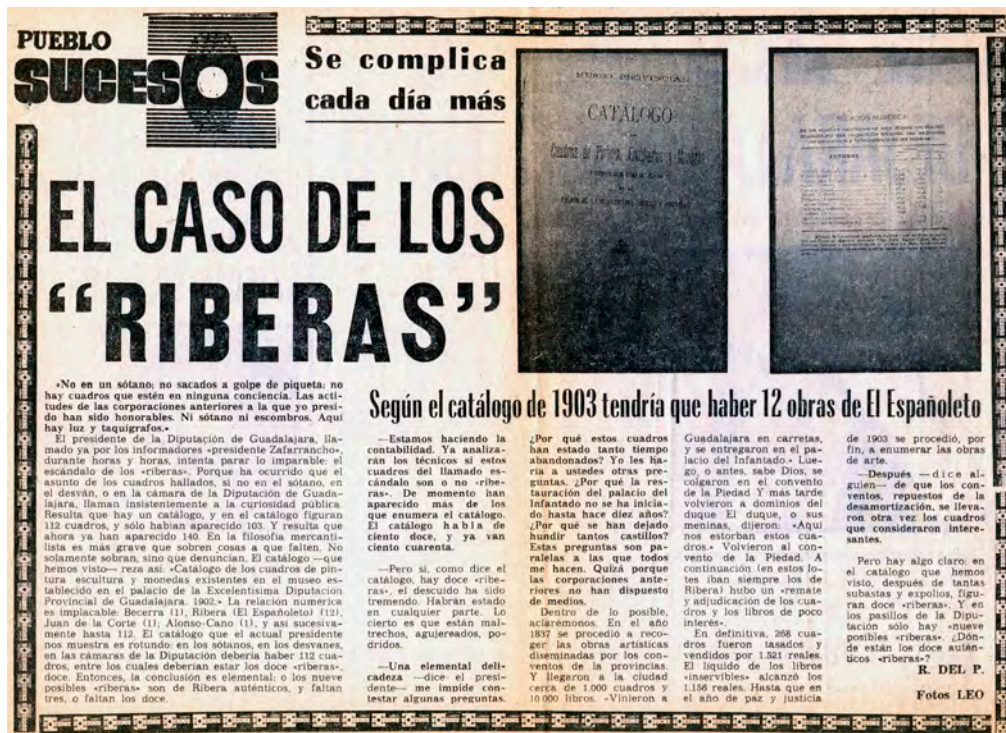 PUEBLO
SUCESOS
Se complica
cada día más
EL CASO DE LOS
“RIBERAS”
MUSEO PROVINCIAL
CATÁLOGO
Cuadros de Pintura, Escultura y Monedas
RELACION NUMERICA
AUTORES
Según el catálogo de 1903 tendría que haber 12 obras de El Españoleto
«No en un sótano; no sacados a golpe de piqueta; no
hay cuadros que estén en ninguna conciencia. Las acti-
tudes de las corporaciones anteriores a la que yo presi-
do han sido honorables. Ni sótano ni escombros. Aquí
hay luz y taquígrafos.»
El presidente de la Diputación de Guadalajara, lla-
mado ya por los informadores «presidente Zafarrancho»,
durante horas y horas, intenta parar lo imparable: el
escándalo de los «riberas». Porque ha ocurrido que el
asunto de los cuadros hallados, si no en el sótano, en
el desván, o en la cámara de la Diputación de Guada-
lajara, llaman insistentemente a la curiosidad pública.
Resulta que hay un catálogo, y en el catálogo figuran
112 cuadros, y sólo habían aparecido 103. Y resulta que
ahora ya han aparecido 140. En la filosofía mercanti-
lista es más grave que sobren cosas a que falten. No
solamente sobran, sino que denuncian. El catálogo —que
hemos visto— reza así: «Catálogo de los cuadros de pin-
tura escultura y monedas existentes en el museo es-
tablecido en el palacio de la Excelentísima Diputación
Provincial de Guadalajara. 1902.» La relación numérica
es implacable. Becerra (1), Ribera (El Españoleto) (12),
Juan de la Corte (1); Alonso-Cano (1), y así sucesiva-
mente hasta 112. El catálogo que el actual presidente
nos muestra es rotundo: en los sótanos, en los desvanes,
en las cámaras de la Diputación debería haber 112 cua-
dros, entre los cuales deberían estar los doce «riberas»,
doce. Entonces, la conclusión es elemental: o los nueve
posibles «riberas» son de Ribera auténticos, y faltan
tres, o faltan los doce.
—Estamos haciendo la
contabilidad. Ya analiza-
rán los técnicos si estos
cuadros del llamado es-
cándalo son o no «ribe-
ras». De momento han
aparecido más de los
que enumera el catálogo.
El catálogo habla de
ciento doce, y ya van
ciento cuarenta.
—Pero si, como dice el
catálogo, hay doce «ribe-
ras», el descuido ha sido
tremendo. Habrán estado
en cualquier parte. Lo
cierto es que están mal-
trechos, agujereados, po-
dridos.
—Una elemental deli-
cadeza —dice el presi-
dente— me impide con-
testar algunas preguntas.
¿Por qué estos cuadros
han estado tanto tiempo
abandonados? Yo les ha-
ría a ustedes otras pre-
guntas. ¿Por qué la res-
tauración del palacio del
Infantado no se ha inicia-
do hasta hace diez años?
¿Por qué se han dejado
hundir tantos castillos?
Estas preguntas son pa-
ralelas a las que todos
me hacen. Quizá porque
las corporaciones ante-
riores no han dispuesto
de medios.
Dentro de lo posible,
aclaremos. En el año
1837 se procedió a reco-
ger las obras artísticas
diseminadas por los con-
ventos de la provincias.
Y llegaron a la ciudad
cerca de 1.000 cuadros y
10.000 libros. «Vinieron a
Guadalajara en carretas,
y se entregaron en el pa-
lacio del Infantado.» Lue-
go, o antes, sabe Dios, se
colgaron en el convento
de la Piedad Y más tarde
volvieron a dominios del
duque El duque, o sus
meninas, dijeron: «Aquí
nos estorban estos cua-
dros.» Volvieron al con-
vento de la Piedad. A
continuación (en estos lo-
tes iban siempre los de
Ribera) hubo un «remate
y adjudicación de los cua-
dros y los libros de poco
interés».
En definitiva, 268 cua-
dros fueron tasados y
vendidos por 1.521 reales.
El líquido de los libros
«inservibles» alcanzó los
1.156 reales. Hasta que en
el año de paz y justicia
de 1903 se procedió, por
fin, a enumerar las obras
de arte.
—Después —dice al-
guien— de que los con-
ventos, repuestos de la
desamortización, se lleva-
ron otra vez los cuadros
que consideraron intere-
santes.
Pero hay algo claro: en
el catálogo que hemos
visto, después de tantas
subastas y expolios, figu-
ran doce «riberas». Y en
los pasillos de la Dipu-
tación sólo hay «nueve
posibles «riberas». ¿Dón-
de están los doce autén-
ticos «riberas»?
R. DEL P.
Fotos LEO